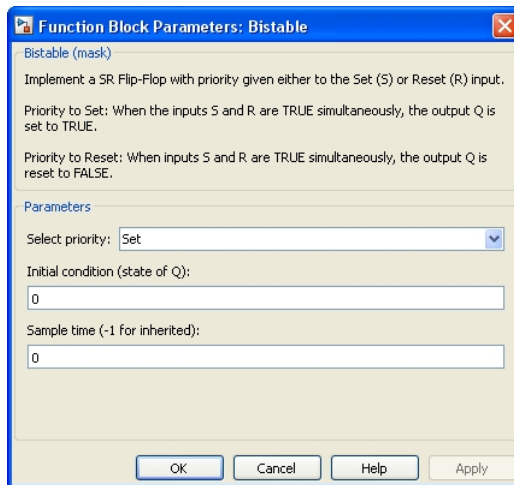 Function Block Parameters: Bistable
Bistable (mask)
Implement a SR Flip-Flop with priority given either to the Set (S) or Reset (R) input.
Priority to Set: When the inputs S and R are TRUE simultaneously, the output Q is
set to TRUE.
Priority to Reset: When inputs S and R are TRUE simultaneously, the output Q is
reset to FALSE.
Parameters
Select priority: Set
Initial condition (state of Q):
0
Sample time (-1 for inherited):
0
OK Cancel Help Apply